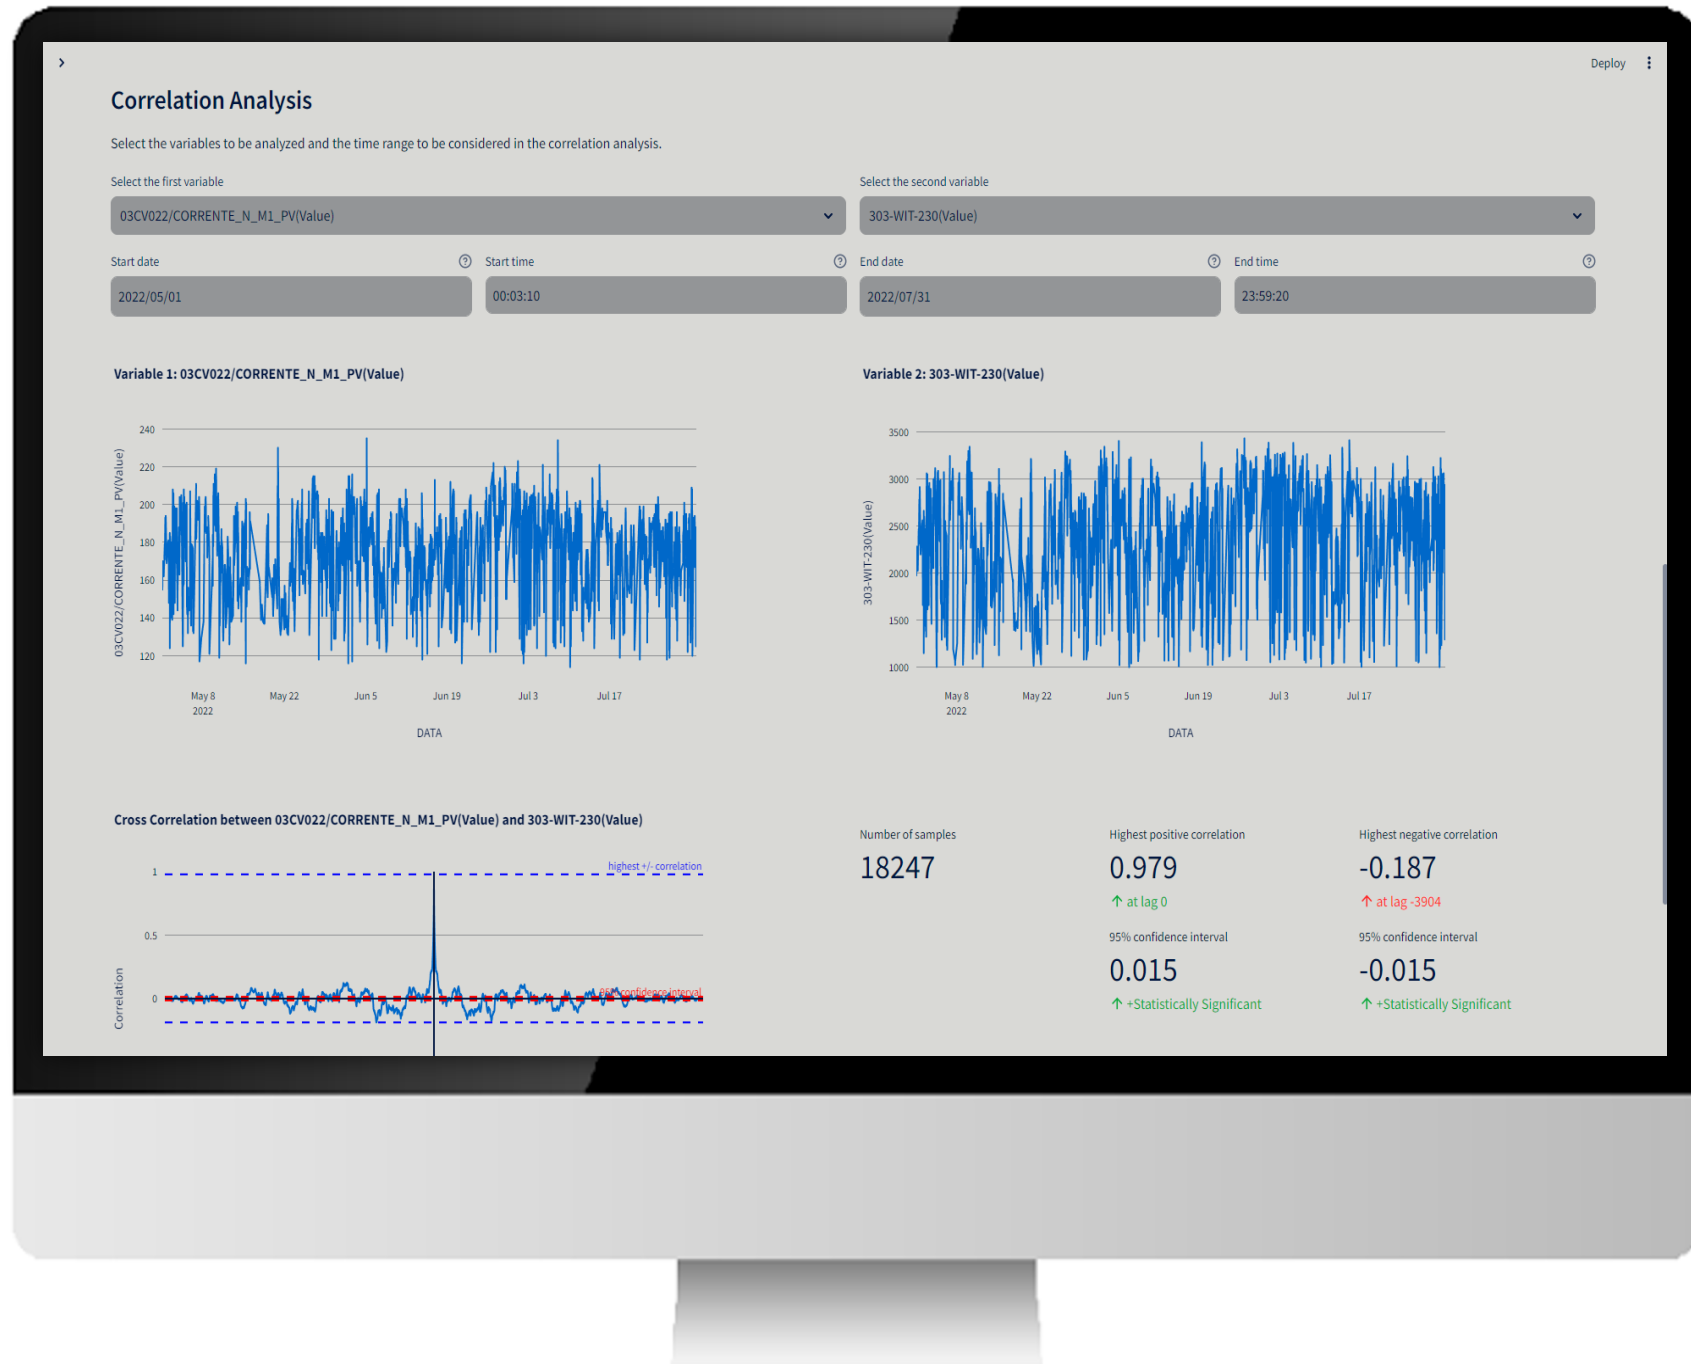 Deploy
Correlation Analysis
Select the variables to be analyzed and the time range to be considered in the correlation analysis.
Select the first variable
Select the second variable
03CV022/CORRENTE_N_M1_PV(Value)
303-WIT-230(Value)
Start date
Start time
End date
End time
2022/05/01
00:03:10
2022/07/31
23:59:20
Variable 1: 03CV022/CORRENTE_N_M1_PV(Value)
240
220
200
180
160
140
120
03CV022/CORRENTE_N_M1_PV(Value)
May 8
2022
May 22
Jun 5
Jun 19
Jul 3
Jul 17
DATA
Variable 2: 303-WIT-230(Value)
3500
3000
2500
2000
1500
1000
303-WIT-230(Value)
May 8
2022
May 22
Jun 5
Jun 19
Jul 3
Jul 17
DATA
Cross Correlation between 03CV022/CORRENTE_N_M1_PV(Value) and 303-WIT-230(Value)
highest +/- correlation
1
0.5
0
95% confidence interval
Correlation
Number of samples
18247
Highest positive correlation
0.979
↑ at lag 0
95% confidence interval
0.015
↑ +Statistically Significant
Highest negative correlation
-0.187
↑ at lag -3904
95% confidence interval
-0.015
↑ +Statistically Significant